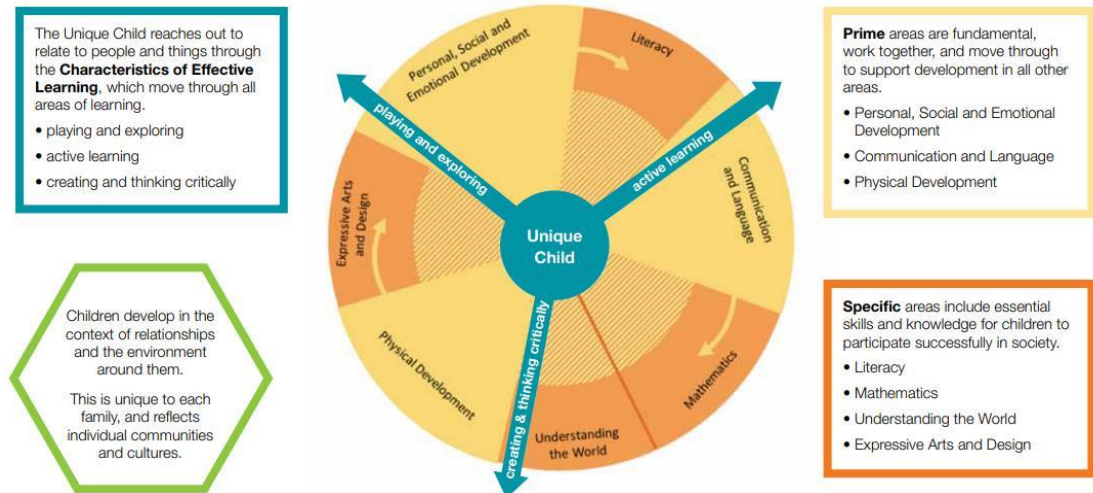 The Unique Child reaches out to
relate to people and things through
the Characteristics of Effective
Learning, which move through all
areas of learning.
• playing and exploring
• active learning
• creating and thinking critically
Children develop in the
context of relationships
and the environment
around them.
This is unique to each
family, and reflects
individual communities
and cultures.
Personal, Social and
Emotional Development
Literacy
playing and exploring
active learning
Communication
and Language
Expressive Arts
and Design
Unique
Child
Physical Development
creating & thinking critically
Mathematics
Understanding
the World
Prime areas are fundamental,
work together, and move through
to support development in all other
areas.
• Personal, Social and Emotional
Development
• Communication and Language
• Physical Development
Specific areas include essential
skills and knowledge for children to
participate successfully in society.
• Literacy
• Mathematics
• Understanding the World
• Expressive Arts and Design